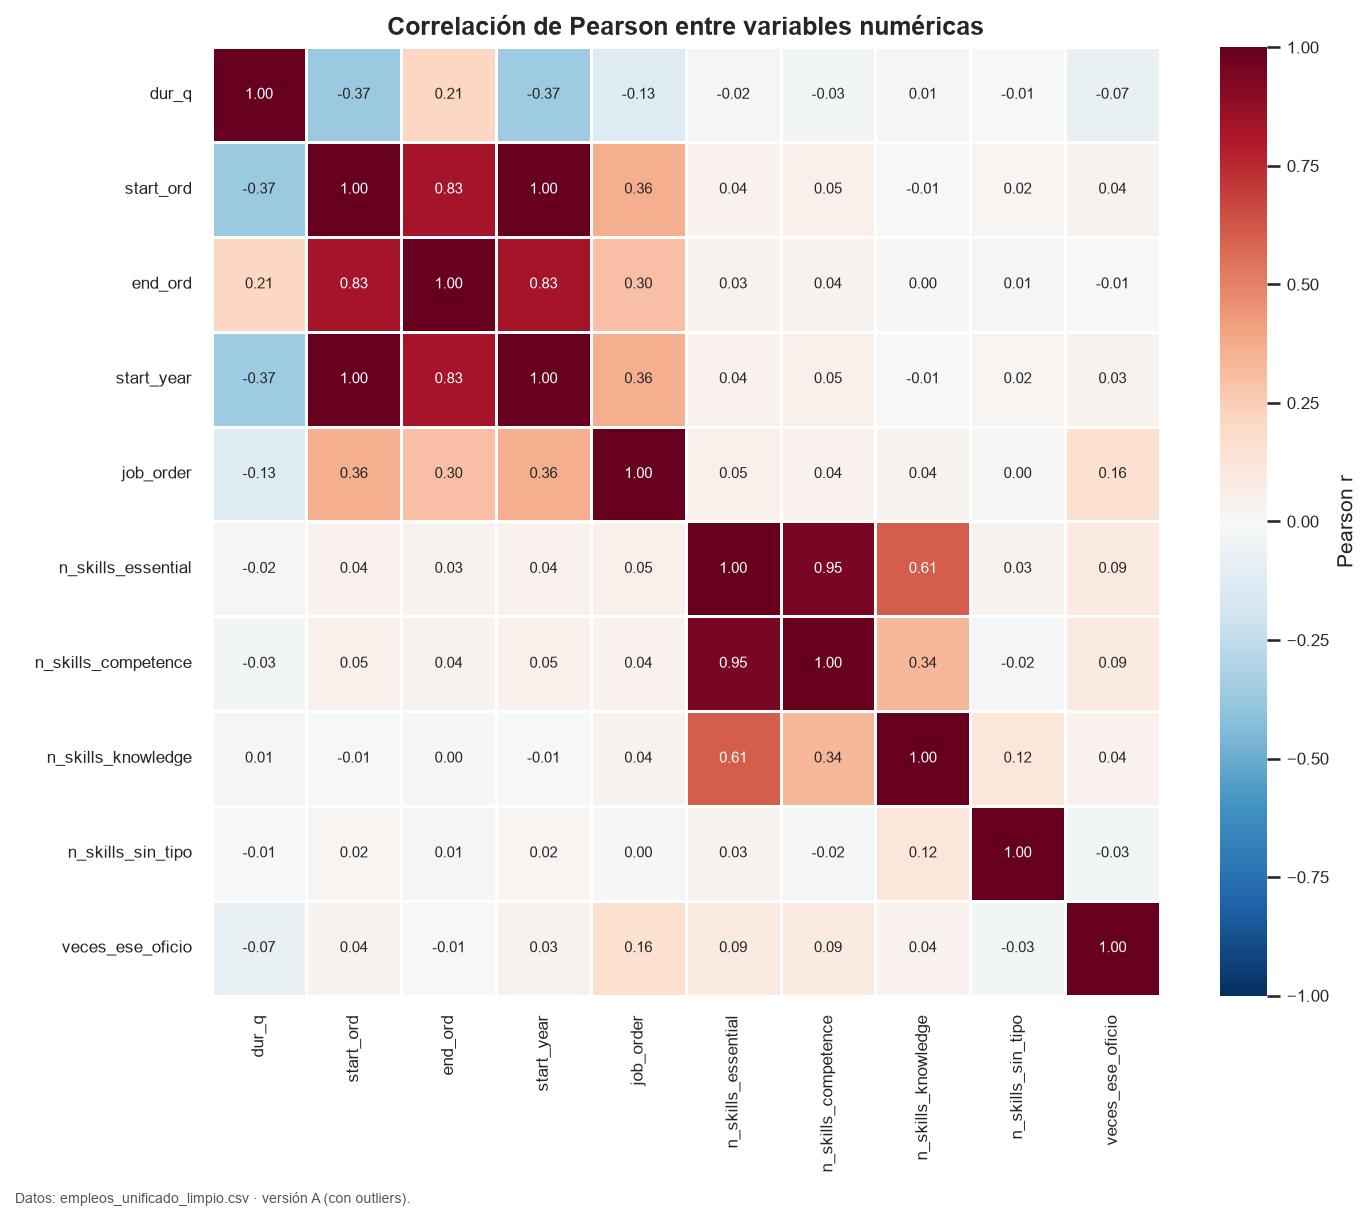 Correlación de Pearson entre variables numéricas
dur_q 1.00 -0.37 0.21 -0.37 -0.13 -0.02 -0.03 0.01 -0.01 -0.07
start_ord -0.37 1.00 0.83 1.00 0.36 0.04 0.05 -0.01 0.02 0.04
end_ord 0.21 0.83 1.00 0.83 0.30 0.03 0.04 0.00 0.01 -0.01
start_year -0.37 1.00 0.83 1.00 0.36 0.04 0.05 -0.01 0.02 0.03
job_order -0.13 0.36 0.30 0.36 1.00 0.05 0.04 0.04 0.00 0.16
n_skills_essential -0.02 0.04 0.03 0.04 0.05 1.00 0.95 0.61 0.03 0.09
n_skills_competence -0.03 0.05 0.04 0.05 0.04 0.95 1.00 0.34 -0.02 0.09
n_skills_knowledge 0.01 -0.01 0.00 -0.01 0.04 0.61 0.34 1.00 0.12 0.04
n_skills_sin_tipo -0.01 0.02 0.01 0.02 0.00 0.03 -0.02 0.12 1.00 -0.03
veces_ese_oficio -0.07 0.04 -0.01 0.03 0.16 0.09 0.09 0.04 -0.03 1.00
dur_q
start_ord
end_ord
start_year
job_order
n_skills_essential
n_skills_competence
n_skills_knowledge
n_skills_sin_tipo
veces_ese_oficio
1.00
0.75
0.50
0.25
0.00
−0.25
−0.50
−0.75
−1.00
Pearson r
Datos: empleos_unificado_limpio.csv · versión A (con outliers).